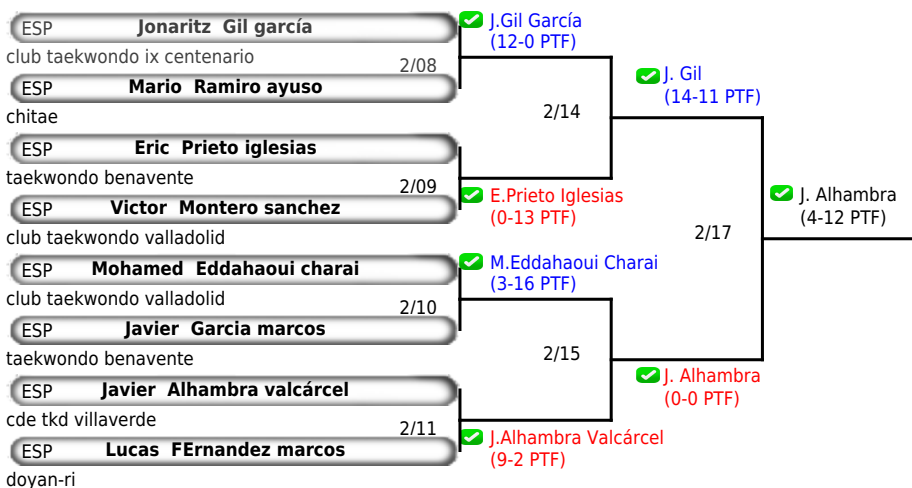 ESP Jonaritz Gil garcía
club taekwondo ix centenario
2/08
ESP Mario Ramiro ayuso
chitae
ESP Eric Prieto iglesias
taekwondo benavente
2/09
ESP Victor Montero sanchez
club taekwondo valladolid
ESP Mohamed Eddahaoui charai
club taekwondo valladolid
2/10
ESP Javier Garcia marcos
taekwondo benavente
ESP Javier Alhambra valcárcel
cde tkd villaverde
2/11
ESP Lucas FErnandez marcos
doyan-ri
J.Gil García
(12-0 PTF)
2/14
E.Prieto Iglesias
(0-13 PTF)
M.Eddahaoui Charai
(3-16 PTF)
2/15
J.Alhambra Valcárcel
(9-2 PTF)
J. Gil
(14-11 PTF)
2/17
J. Alhambra
(0-0 PTF)
J. Alhambra
(4-12 PTF)